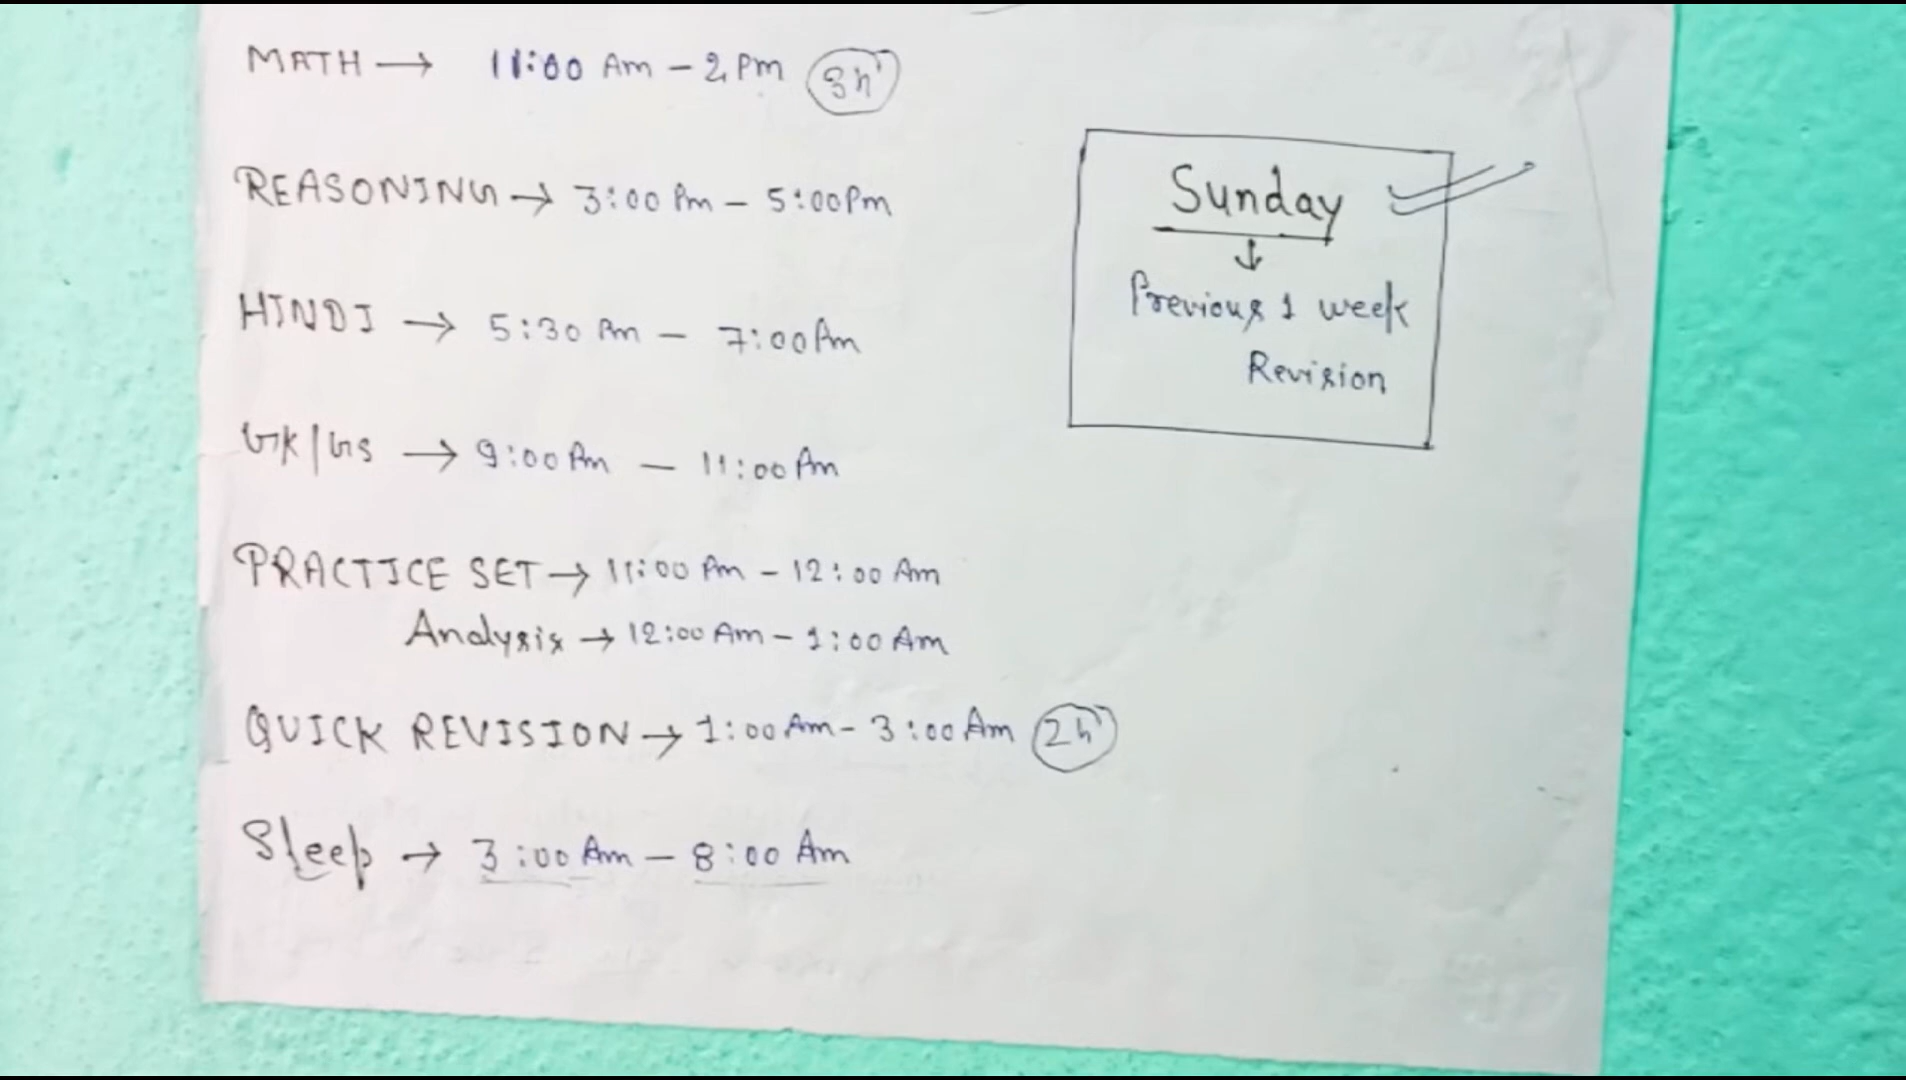 MATH → 11:00 Am - 2 Pm 3h
REASONING → 3:00 Pm - 5:00 Pm
HINDI → 5:30 Pm - 7:00 Pm
GK/GS → 9:00 Pm - 11:00 Pm
PRACTICE SET → 11:00 Pm - 12:00 Am
Analysis → 12:00 Am - 1:00 Am
QUICK REVISION → 1:00 Am - 3:00 Am 2h
Sleep → 3:00 Am - 8:00 Am
Sunday
↓
Previous 1 week
Revision